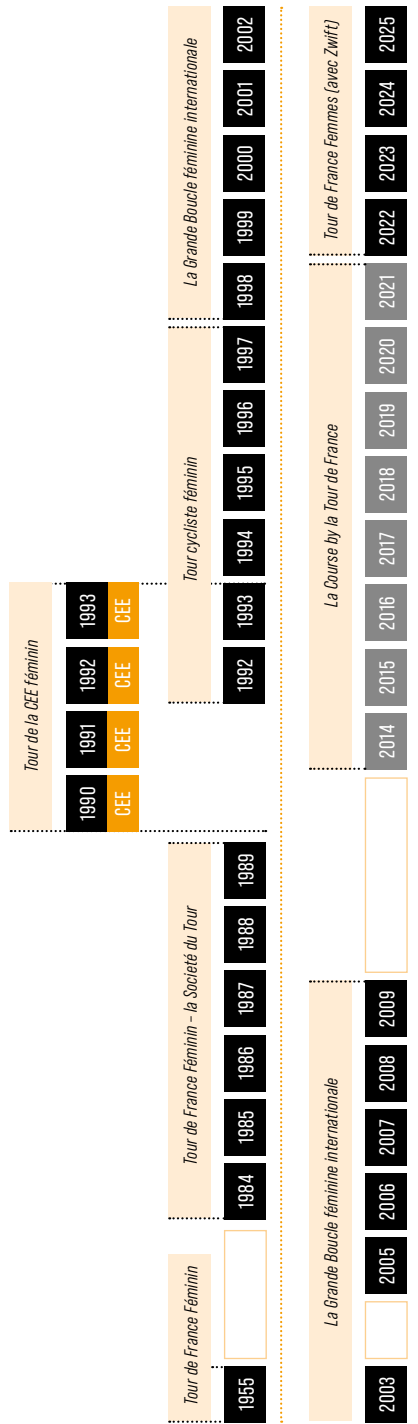 Tour de la CEE féminin
1990 1991 1992 1993
CEE CEE CEE CEE
Tour de France Féminin
Tour de France Féminin – la Societé du Tour
Tour cycliste féminin
La Grande Boucle féminine internationale
1955 1984 1985 1986 1987 1988 1989 1992 1993 1994 1995 1996 1997 1998 1999 2000 2001 2002
La Grande Boucle féminine internationale
La Course by la Tour de France
Tour de France Femmes (avec Zwift)
2003 2005 2006 2007 2008 2009 2014 2015 2016 2017 2018 2019 2020 2021 2022 2023 2024 2025